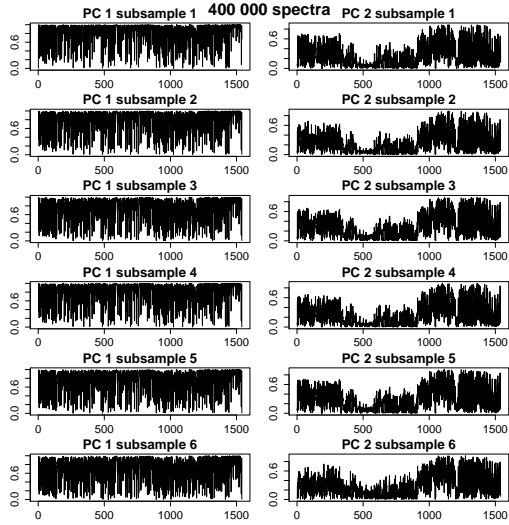 400 000 spectra
PC 1 subsample 1
PC 2 subsample 1
0.0 0.6
0 500 1000 1500
0.0 0.6
0 500 1000 1500
PC 1 subsample 2
PC 2 subsample 2
0.0 0.6
0 500 1000 1500
0.0 0.6
0 500 1000 1500
PC 1 subsample 3
PC 2 subsample 3
0.0 0.6
0 500 1000 1500
0.0 0.6
0 500 1000 1500
PC 1 subsample 4
PC 2 subsample 4
0.0 0.6
0 500 1000 1500
0.0 0.6
0 500 1000 1500
PC 1 subsample 5
PC 2 subsample 5
0.0 0.6
0 500 1000 1500
0.0 0.6
0 500 1000 1500
PC 1 subsample 6
PC 2 subsample 6
0.0 0.6
0 500 1000 1500
0.0 0.6
0 500 1000 1500